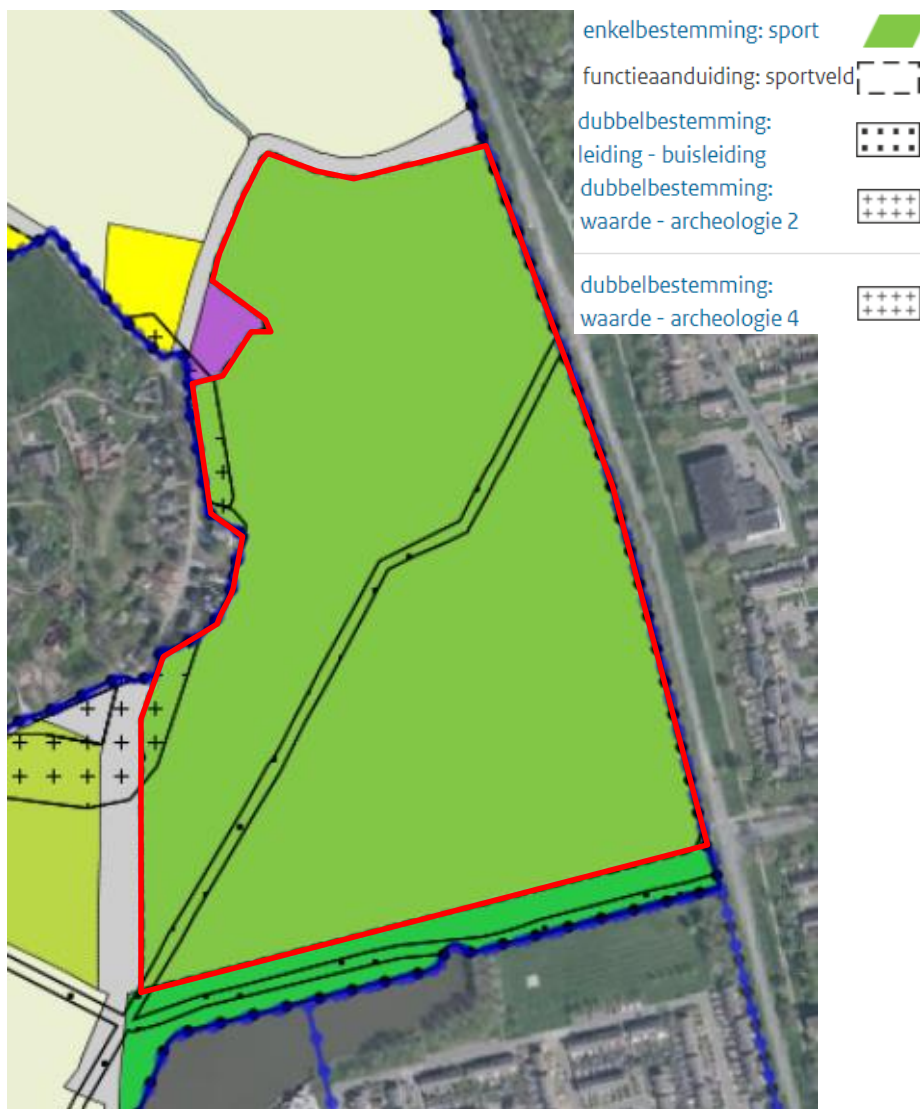 enkelbestemming: sport
functieaanduiding: sportveld
dubbelbestemming:
leiding - buisleiding
dubbelbestemming:
waarde - archeologie 2
dubbelbestemming:
waarde - archeologie 4